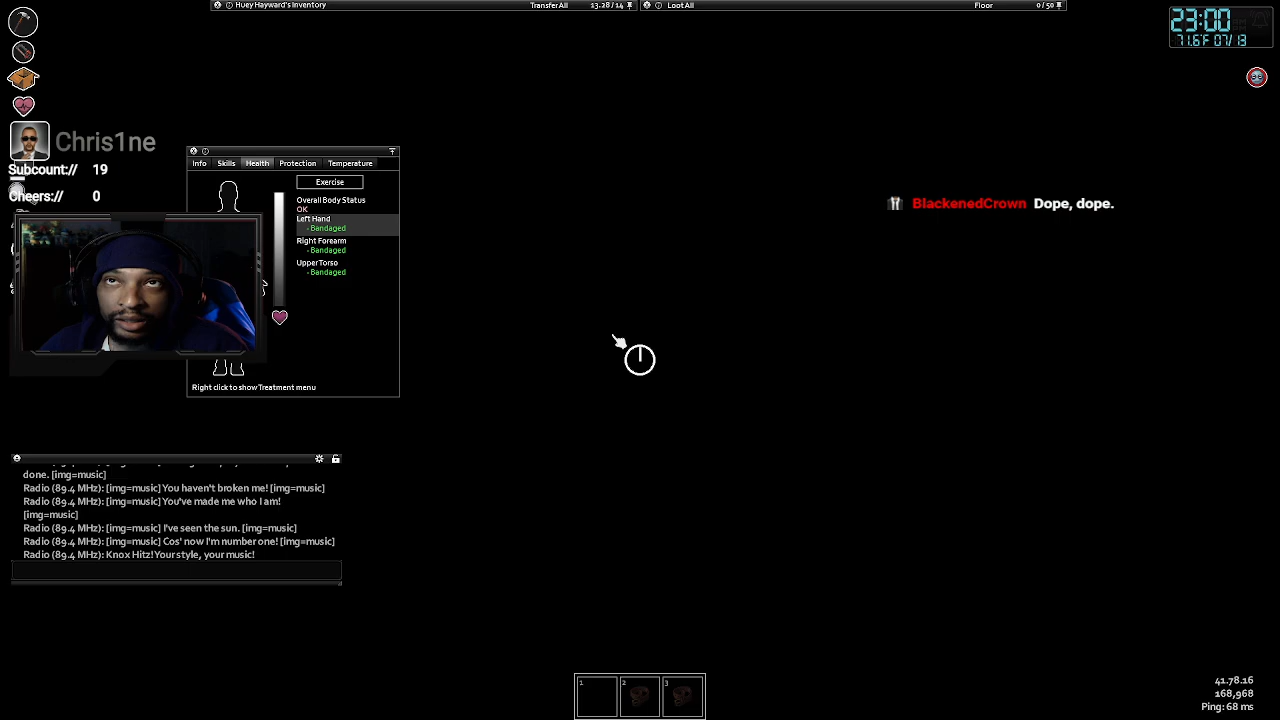 Huey Hayward's Inventory Transfer All 13.28 / 14
Loot All Floor 0 / 50
23:00
71.6°F 07/13
Chris1ne
Subcount// 19
Cheers:// 0
Info Skills Health Protection Temperature
Exercise
Overall Body Status
OK
Left Hand
- Bandaged
Right Forearm
- Bandaged
Upper Torso
- Bandaged
Right click to show Treatment menu
BlackenedCrown Dope, dope.
done. [img=music]
Radio (89.4 MHz): [img=music] You haven't broken me! [img=music]
Radio (89.4 MHz): [img=music] You've made me who I am!
[img=music]
Radio (89.4 MHz): [img=music] I've seen the sun. [img=music]
Radio (89.4 MHz): [img=music] Cos' now I'm number one! [img=music]
Radio (89.4 MHz): Knox Hitz! Your style, your music!
1 2 3
41.78.16
168,968
Ping: 68 ms